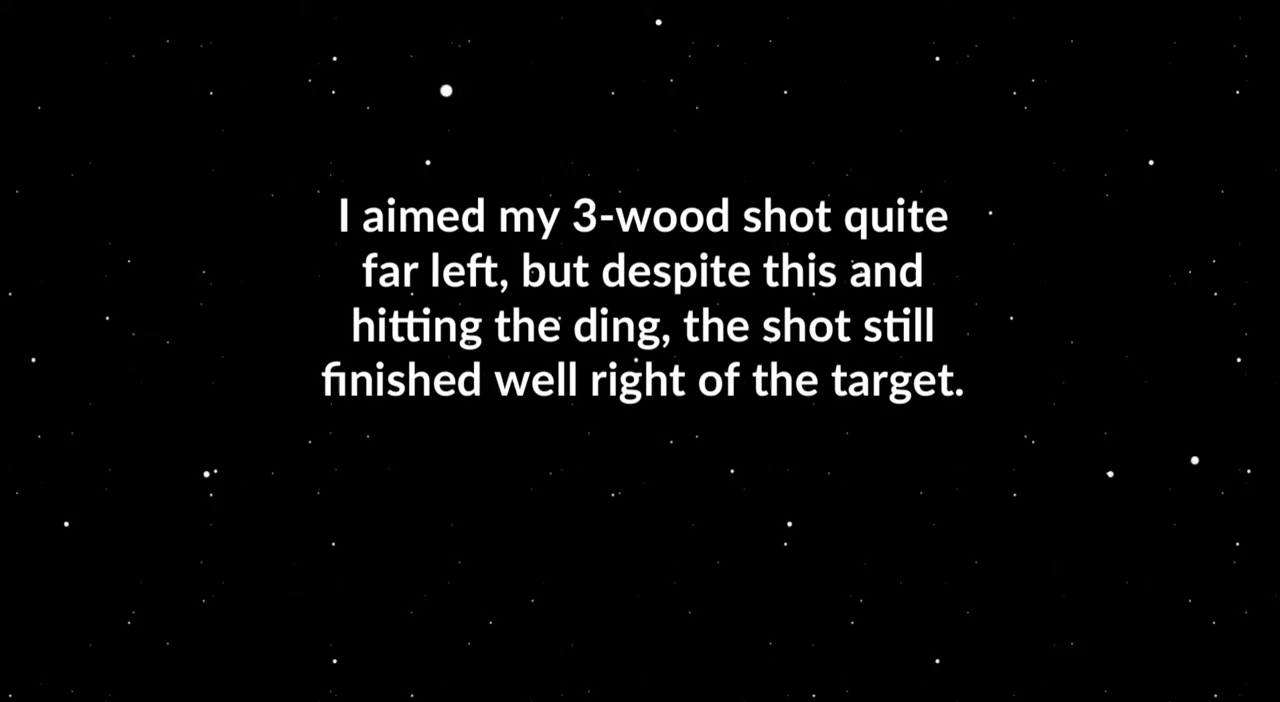 I aimed my 3-wood shot quite
far left, but despite this and
hitting the ding, the shot still
finished well right of the target.